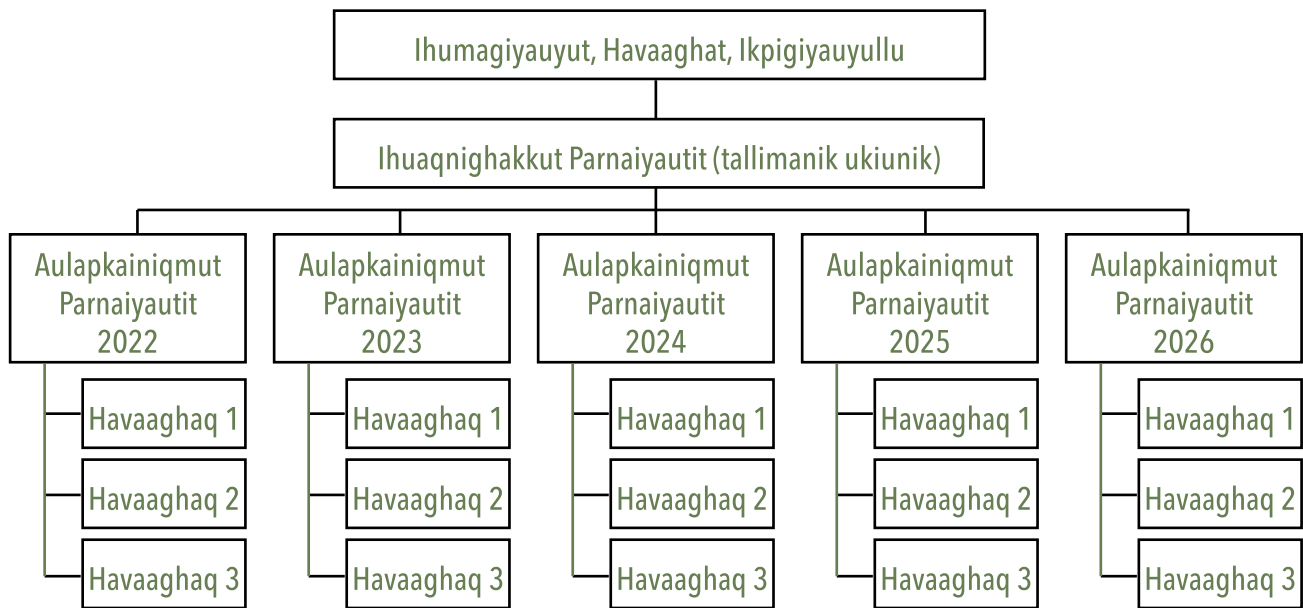 Ihumagiyauyut, Havaaghat, Ikpigiyauyullu
Ihuaqnighakkut Parnaiyautit (tallimanik ukiunik)
Aulapkainiqmut
Parnaiyautit
2022
Havaaghaq 1
Havaaghaq 2
Havaaghaq 3
Aulapkainiqmut
Parnaiyautit
2023
Havaaghaq 1
Havaaghaq 2
Havaaghaq 3
Aulapkainiqmut
Parnaiyautit
2024
Havaaghaq 1
Havaaghaq 2
Havaaghaq 3
Aulapkainiqmut
Parnaiyautit
2025
Havaaghaq 1
Havaaghaq 2
Havaaghaq 3
Aulapkainiqmut
Parnaiyautit
2026
Havaaghaq 1
Havaaghaq 2
Havaaghaq 3